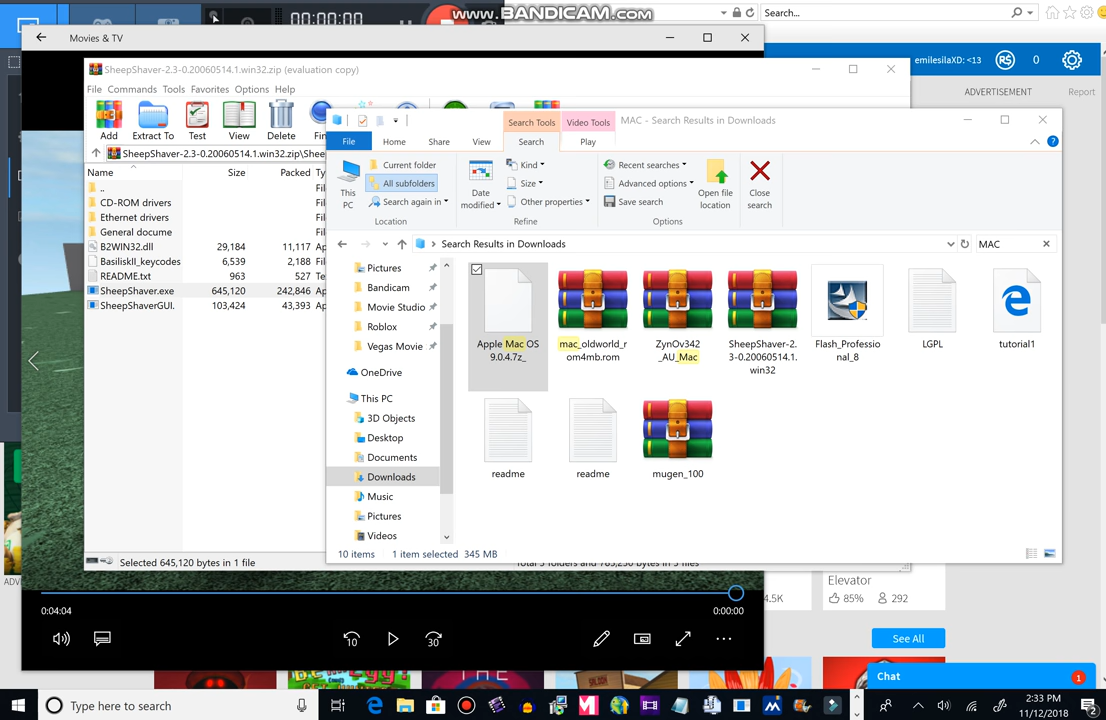 www.BANDICAM.com
00:00:00
Search...
Movies & TV
emilesilaXD: <13
R$
0
ADVERTISEMENT
Report
SheepShaver-2.3-0.20060514.1.win32.zip (evaluation copy)
File Commands Tools Favorites Options Help
Add Extract To Test View Delete
SheepShaver-2.3-0.20060514.1.win32.zip\Shee
Name Size Packed
..
CD-ROM drivers
Ethernet drivers
General docume
B2WIN32.dll 29,184 11,117
BasiliskII_keycodes 6,539 2,188
README.txt 963 527
SheepShaver.exe 645,120 242,846
SheepShaverGUI. 103,424 43,393
Selected 645,120 bytes in 1 file
Search Tools Video Tools MAC - Search Results in Downloads
File Home Share View Search Play
This PC
Current folder
All subfolders
Search again in
Location
Date modified
Kind
Size
Other properties
Refine
Recent searches
Advanced options
Save search
Open file location
Options
Close search
Search Results in Downloads
MAC
Pictures
Bandicam
Movie Studio
Roblox
Vegas Movie
OneDrive
This PC
3D Objects
Desktop
Documents
Downloads
Music
Pictures
Videos
Apple Mac OS 9.0.4.7z_
mac_oldworld_rom4mb.rom
ZynOv342_AU_Mac
SheepShaver-2.3-0.20060514.1.win32
Flash_Professional_8
LGPL
tutorial1
readme
readme
mugen_100
10 items 1 item selected 345 MB
0:04:04
0:00:00
10
30
Elevator
85% 292
See All
Chat
1
Type here to search
2:33 PM
11/12/2018
2